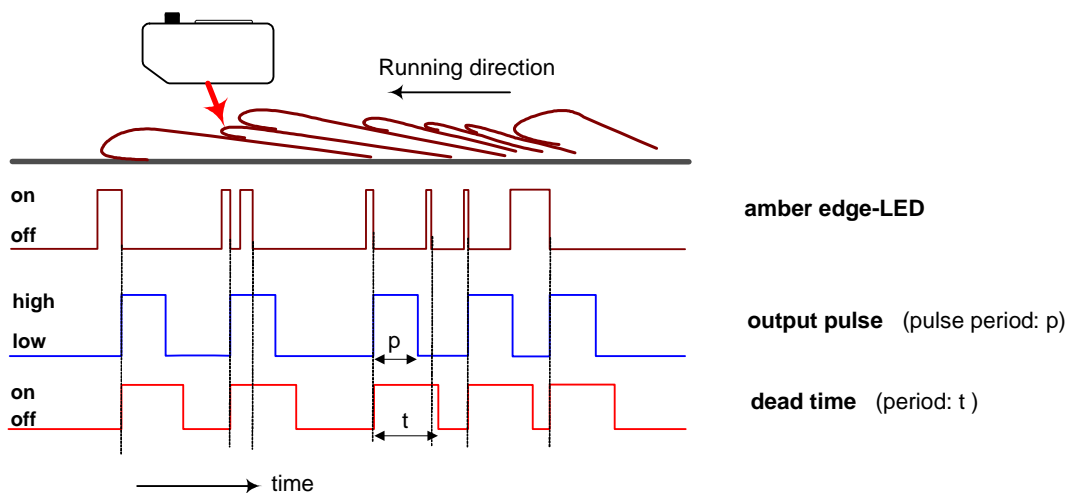 Running direction
on
off
amber edge-LED
high
low
p
output pulse (pulse period: p)
on
off
t
dead time (period: t )
time